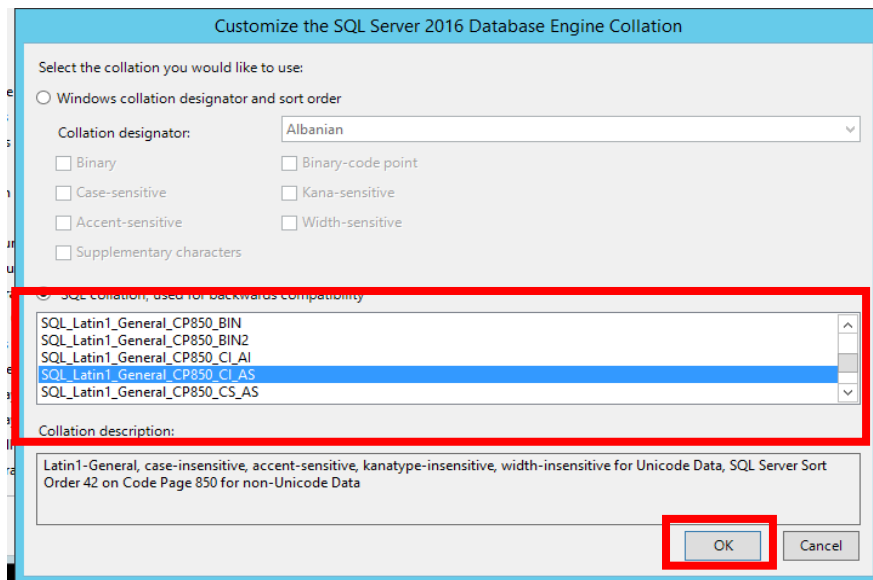 Customize the SQL Server 2016 Database Engine Collation
Select the collation you would like to use:
Windows collation designator and sort order
Collation designator:
Albanian
Binary
Binary-code point
Case-sensitive
Kana-sensitive
Accent-sensitive
Width-sensitive
Supplementary characters
SQL collation, used for backwards compatibility
SQL_Latin1_General_CP850_BIN
SQL_Latin1_General_CP850_BIN2
SQL_Latin1_General_CP850_CI_AI
SQL_Latin1_General_CP850_CI_AS
SQL_Latin1_General_CP850_CS_AS
Collation description:
Latin1-General, case-insensitive, accent-sensitive, kanatype-insensitive, width-insensitive for Unicode Data, SQL Server Sort
Order 42 on Code Page 850 for non-Unicode Data
OK
Cancel